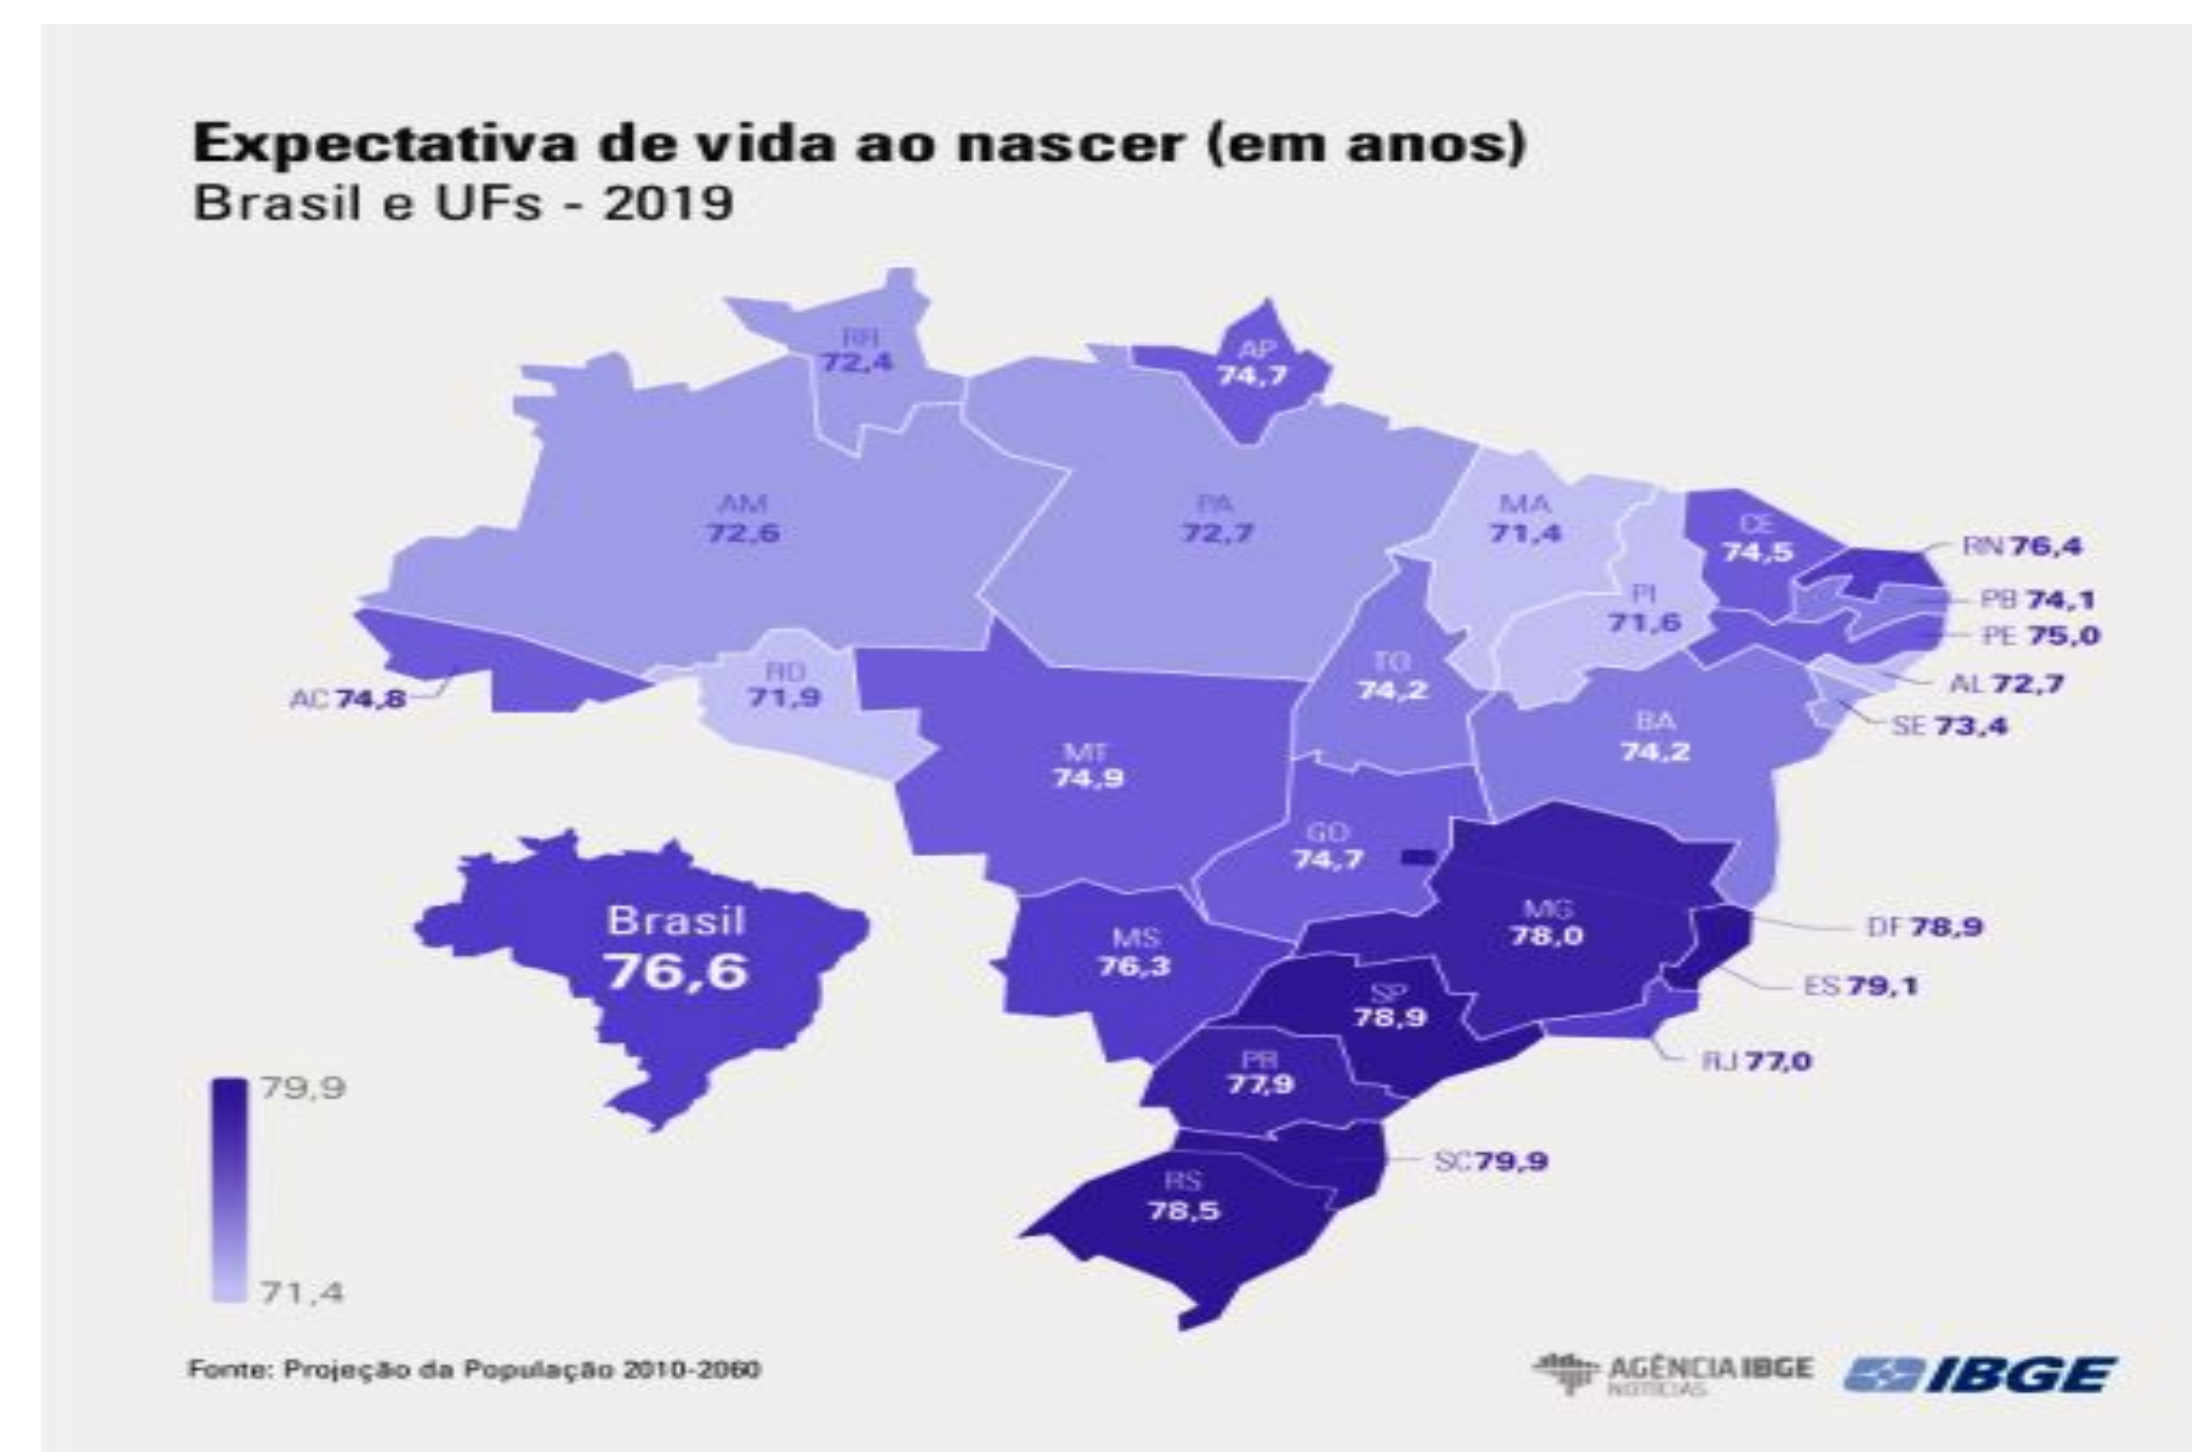 Expectativa de vida ao nascer (em anos)
Brasil e UFs - 2019
RR
72,4
AP
74,7
AM
72,6
PA
72,7
MA
71,4
CE
74,5
RN 76,4
PI
71,6
PB 74,1
PE 75,0
TO
74,2
AL 72,7
RO
71,9
AC 74,8
SE 73,4
BA
74,2
MT
74,9
GO
74,7
Brasil
76,6
MG
78,0
DF 78,9
MS
76,3
ES 79,1
SP
78,9
RJ 77,0
PR
77,9
79,9
SC 79,9
RS
78,5
71,4
Fonte: Projeção da População 2010-2060
AGÊNCIA IBGE
NOTÍCIAS
IBGE